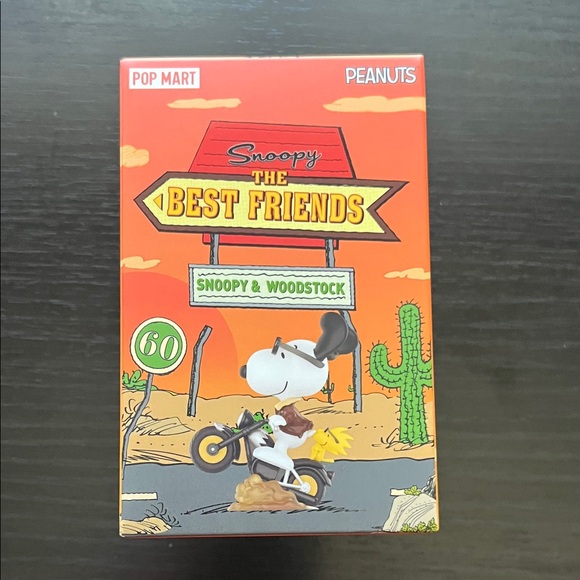 POP MART
PEANUTS
Snoopy
THE
BEST FRIENDS
SNOOPY & WOODSTOCK
60